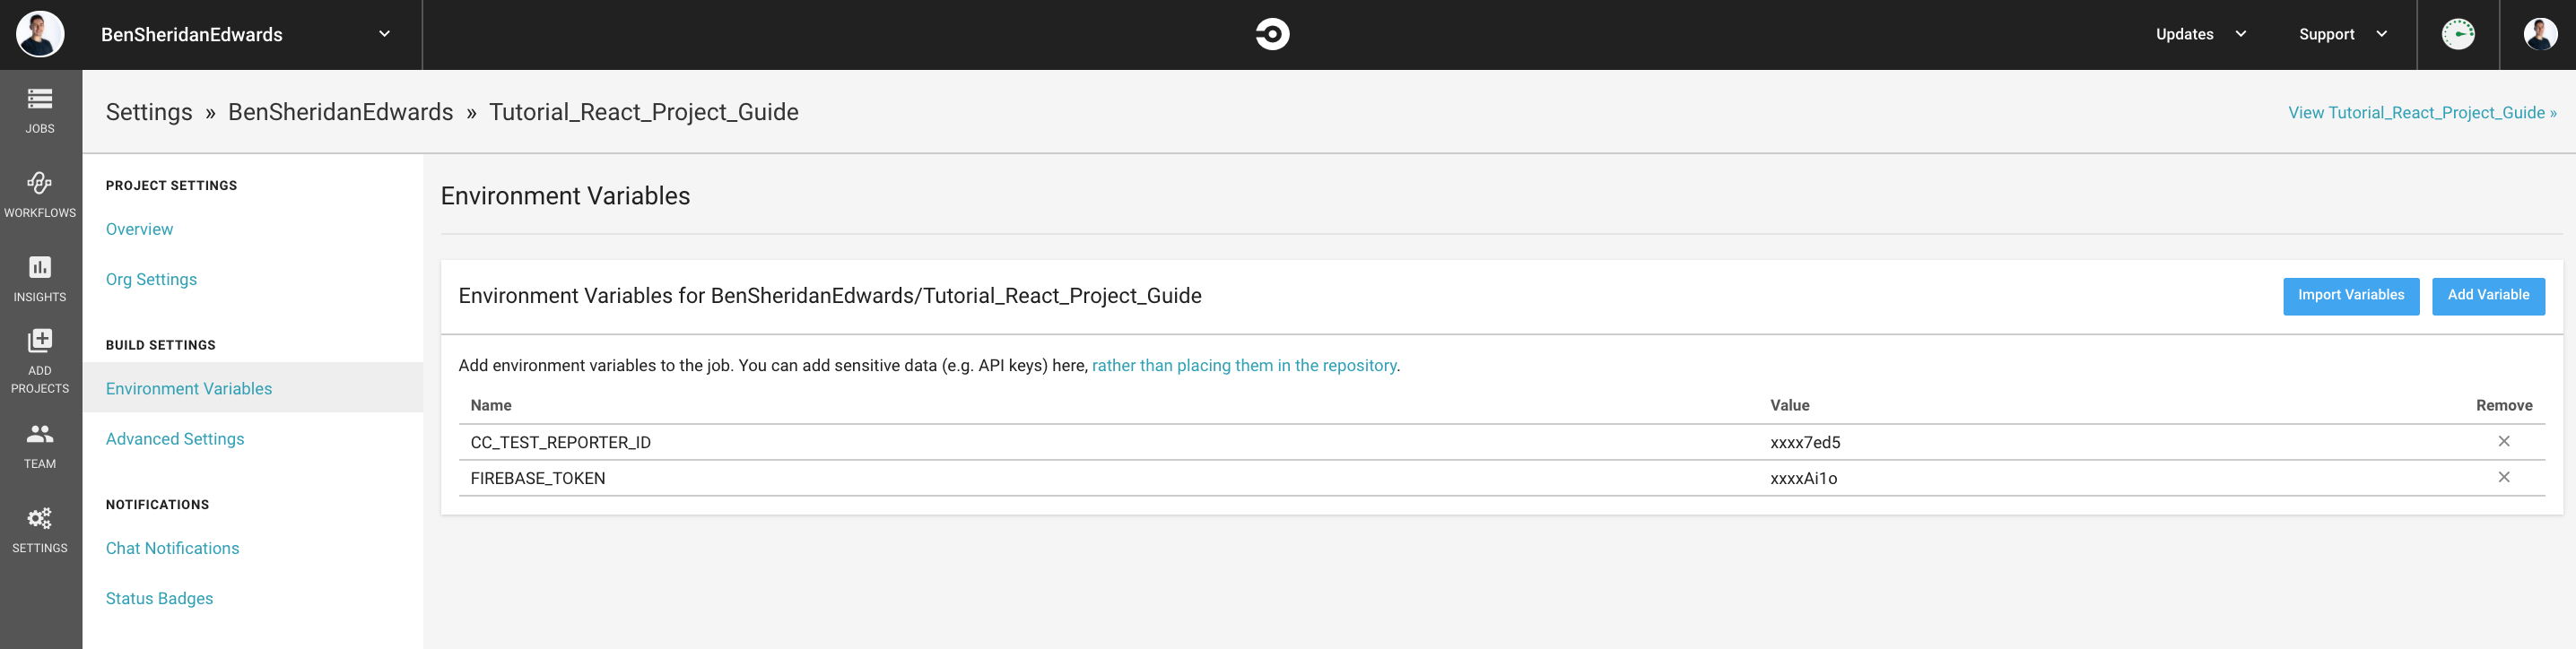 BenSheridanEdwards
Updates
Support
JOBS
WORKFLOWS
INSIGHTS
ADD
PROJECTS
TEAM
SETTINGS
Settings » BenSheridanEdwards » Tutorial_React_Project_Guide
View Tutorial_React_Project_Guide »
PROJECT SETTINGS
Overview
Org Settings
BUILD SETTINGS
Environment Variables
Advanced Settings
NOTIFICATIONS
Chat Notifications
Status Badges
Environment Variables
Environment Variables for BenSheridanEdwards/Tutorial_React_Project_Guide
Import Variables
Add Variable
Add environment variables to the job. You can add sensitive data (e.g. API keys) here, rather than placing them in the repository.
Name Value Remove
CC_TEST_REPORTER_ID xxxx7ed5
FIREBASE_TOKEN xxxxAi1o